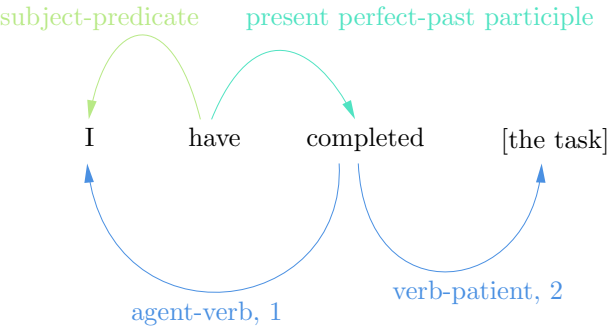 subject-predicate present perfect-past participle
I have completed [the task]
verb-patient, 2
agent-verb, 1